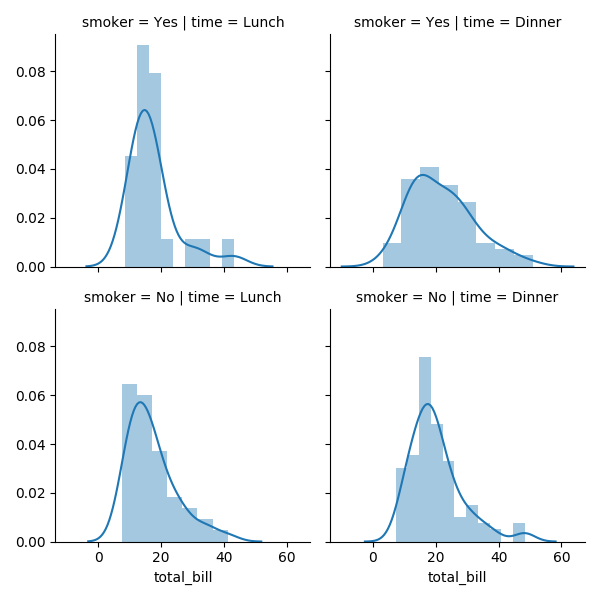 smoker = Yes | time = Lunch
smoker = Yes | time = Dinner
0.08
0.06
0.04
0.02
0.00
smoker = No | time = Lunch
smoker = No | time = Dinner
0.08
0.06
0.04
0.02
0.00
0 20 40 60
0 20 40 60
total_bill
total_bill